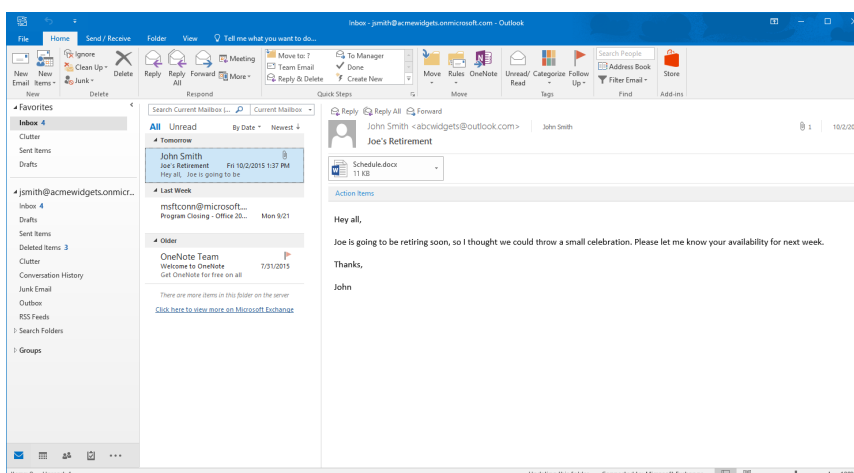 Inbox - jsmith@acmewidgets.onmicrosoft.com - Outlook
File Home Send / Receive Folder View Tell me what you want to do...
New Email
New Items
Ignore
Clean Up
Junk
Delete
Reply
Reply All
Forward
Meeting
More
Move to: ?
Team Email
Reply & Delete
To Manager
Done
Create New
Move
Rules
OneNote
Unread/ Read
Categorize
Follow Up
Search People
Address Book
Filter Email
Store
New Delete Respond Quick Steps Move Tags Find Add-ins
Favorites
Inbox 4
Clutter
Sent Items
Drafts
jsmith@acmewidgets.onmicr...
Inbox 4
Drafts
Sent Items
Deleted Items 3
Clutter
Conversation History
Junk Email
Outbox
RSS Feeds
Search Folders
Groups
Search Current Mailbox (... Current Mailbox
All Unread By Date Newest
Tomorrow
John Smith
Joe's Retirement Fri 10/2/2015 1:37 PM
Hey all, Joe is going to be
Last Week
msftconn@microsoft....
Program Closing - Office 20... Mon 9/21
Older
OneNote Team
Welcome to OneNote 7/31/2015
Get OneNote for free on all
There are more items in this folder on the server
Click here to view more on Microsoft Exchange
Reply Reply All Forward
John Smith <abcwidgets@outlook.com> John Smith 1 10/2/20
Joe's Retirement
Schedule.docx
11 KB
Action Items
Hey all,
Joe is going to be retiring soon, so I thought we could throw a small celebration. Please let me know your availability for next week.
Thanks,
John